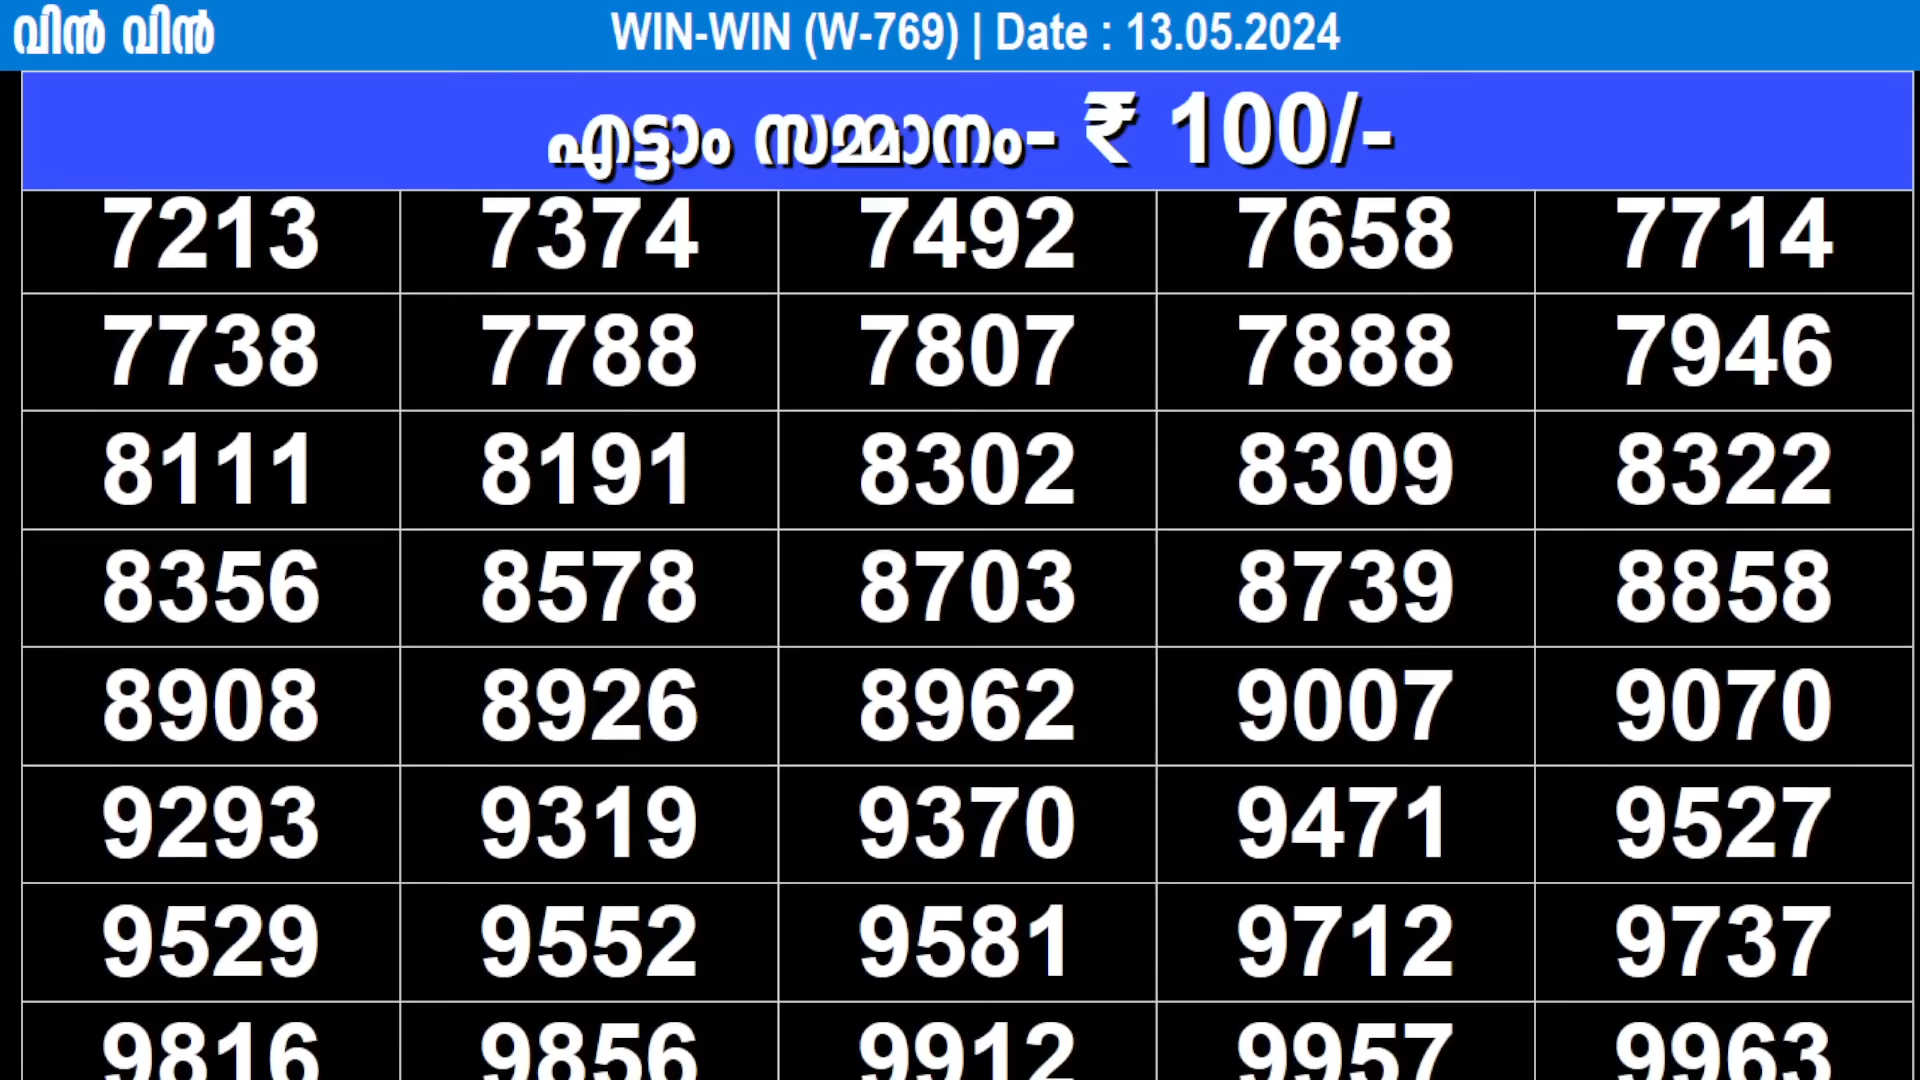 വിൻ വിൻ WIN-WIN (W-769) | Date : 13.05.2024
എട്ടാം സമ്മാനം- ₹ 100/-
7213 7374 7492 7658 7714
7738 7788 7807 7888 7946
8111 8191 8302 8309 8322
8356 8578 8703 8739 8858
8908 8926 8962 9007 9070
9293 9319 9370 9471 9527
9529 9552 9581 9712 9737
9816 9856 9912 9957 9963